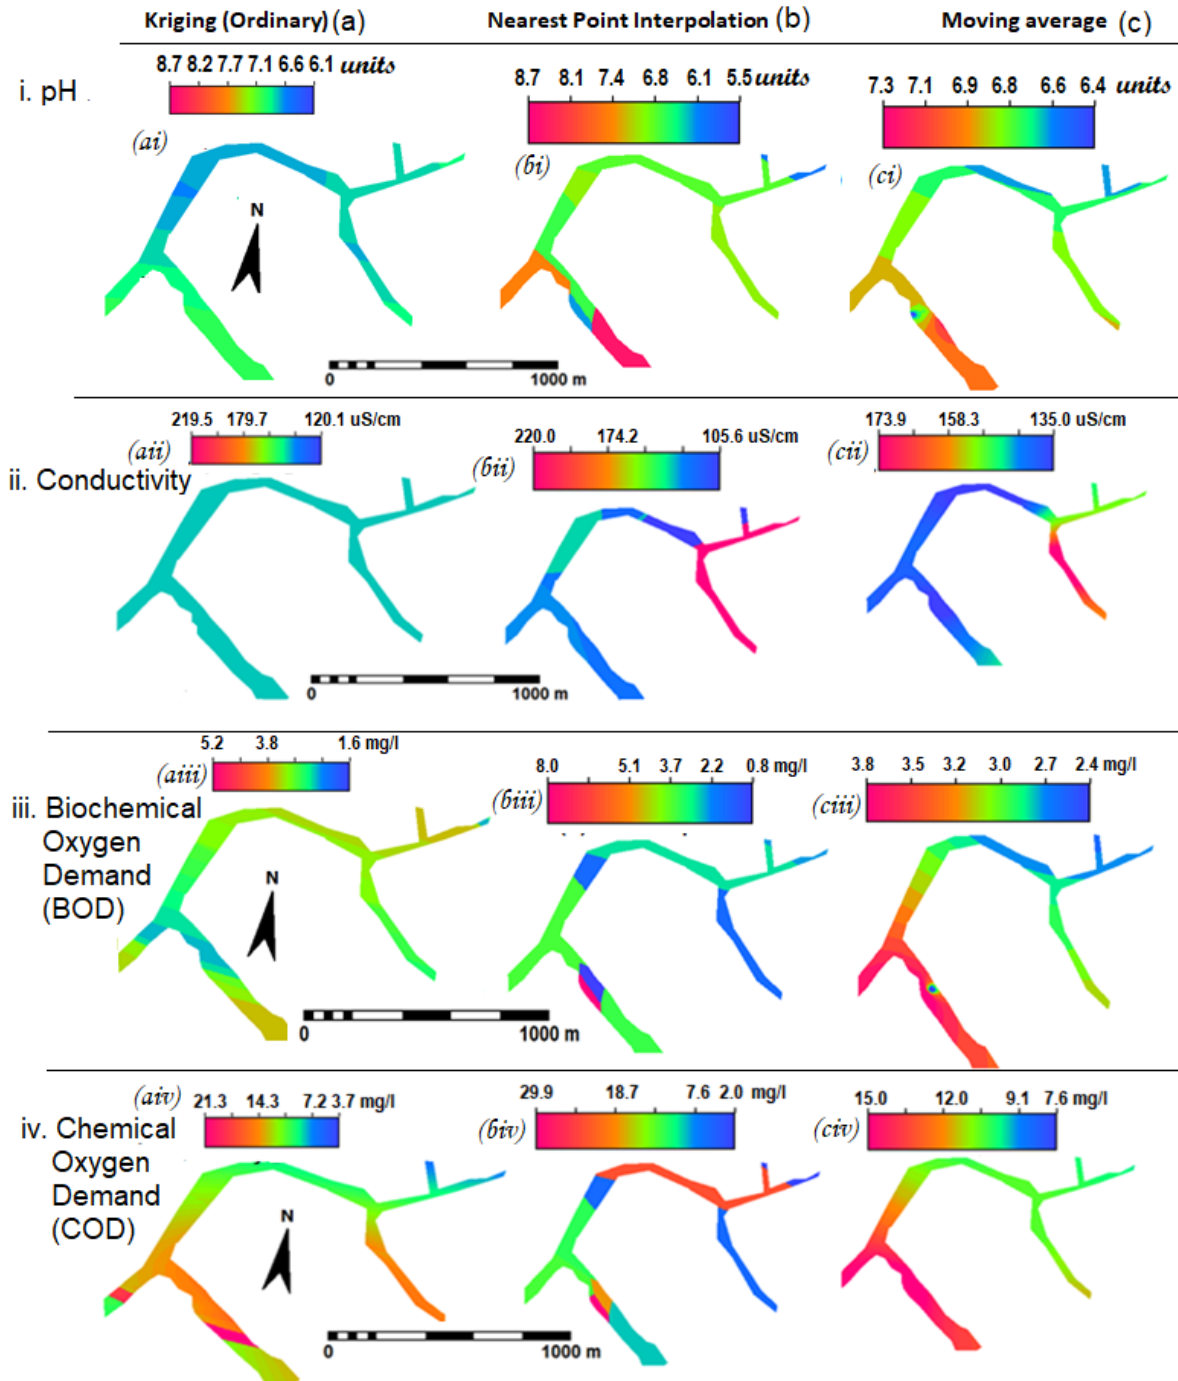 Kriging (Ordinary) (a)
Nearest Point Interpolation (b)
Moving average (c)
i. pH
8.7 8.2 7.7 7.1 6.6 6.1 units
8.7 8.1 7.4 6.8 6.1 5.5 units
7.3 7.1 6.9 6.8 6.6 6.4 units
(ai)
(bi)
(ci)
N
0 1000 m
ii. Conductivity
219.5 179.7 120.1 uS/cm
220.0 174.2 105.6 uS/cm
173.9 158.3 135.0 uS/cm
(aii)
(bii)
(cii)
0 1000 m
iii. Biochemical
Oxygen
Demand
(BOD)
5.2 3.8 1.6 mg/l
8.0 5.1 3.7 2.2 0.8 mg/l
3.8 3.5 3.2 3.0 2.7 2.4 mg/l
(aiii)
(biii)
(ciii)
N
0 1000 m
iv. Chemical
Oxygen
Demand
(COD)
(aiv)
21.3 14.3 7.2 3.7 mg/l
29.9 18.7 7.6 2.0 mg/l
15.0 12.0 9.1 7.6 mg/l
(biv)
(civ)
N
0 1000 m